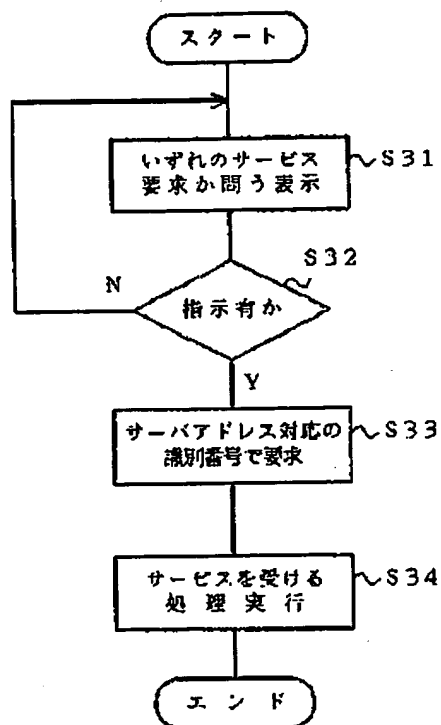 スタート
いずれのサービス
要求か問う表示
S31
S32
N
指示有か
Y
サーバアドレス対応の
識別番号で要求
S33
サービスを受ける
処理実行
S34
エンド